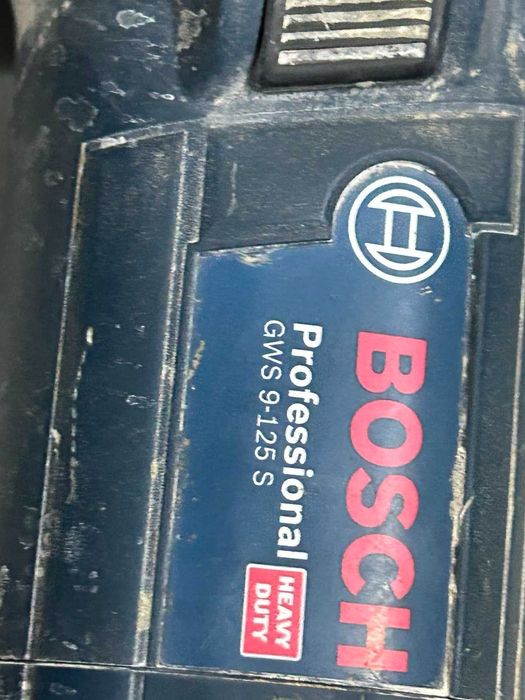 BOSCH
Professional
GWS 9-125 S
HEAVY
DUTY